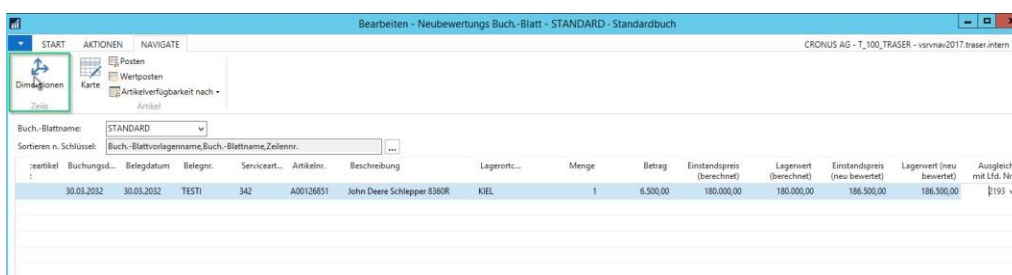 Bearbeiten - Neubewertungs Buch.-Blatt - STANDARD - Standardbuch
START AKTIONEN NAVIGATE
CRONUS AG - T_100_TRASER - vsrvnav2017.traser.intern
Dimensionen
Karte
Posten
Wertposten
Artikelverfügbarkeit nach
Zeile
Artikel
Buch.-Blattname: STANDARD
Sortieren n. Schlüssel: Buch.-Blattvorlagenname,Buch.-Blattname,Zeilennr. ...
:eartikel Buchungsd... Belegdatum Belegnr. Serviceart... Artikelnr. Beschreibung Lagerortc... Menge Betrag Einstandspreis Lagerwert Einstandspreis Lagerwert (neu Ausgleich
: (berechnet) (berechnet) (neu bewertet) bewertet) mit Lfd. Nr
30.03.2032 30.03.2032 TESTI 342 A00126851 John Deere Schlepper 8360R KIEL 1 6.500,00 180.000,00 180.000,00 186.500,00 186.500,00 2193